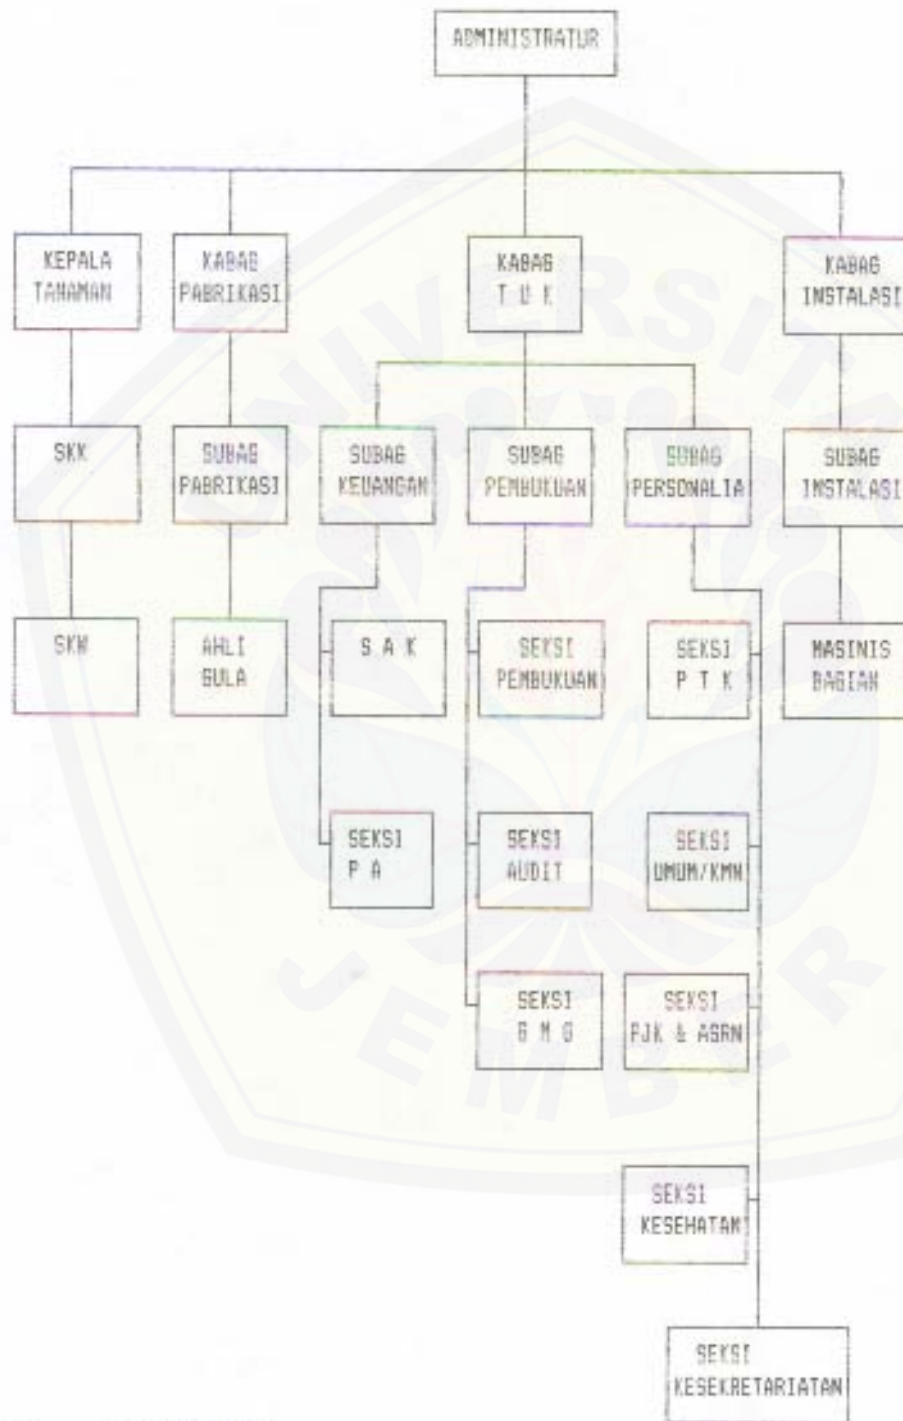 ADMINISTRATUR
KEPALA
TANAMAN
KABAG
PABRIKASI
KABAG
T U K
KABAG
INSTALASI
SKK
SUBAG
PABRIKASI
SUBAG
KEUANGAN
SUBAG
PEMBUKUAN
SUBAG
PERSONALIA
SUBAG
INSTALASI
SKW
AHLI
GULA
S A K
SEKSI
PEMBUKUAN
SEKSI
P T K
MASINIS
BAGIAN
SEKSI
P A
SEKSI
AUDIT
SEKSI
UMUM/KMN
SEKSI
G M G
SEKSI
PJK & ASRN
SEKSI
KESEHATAN
SEKSI
KESEKRETARIATAN
JEMBER